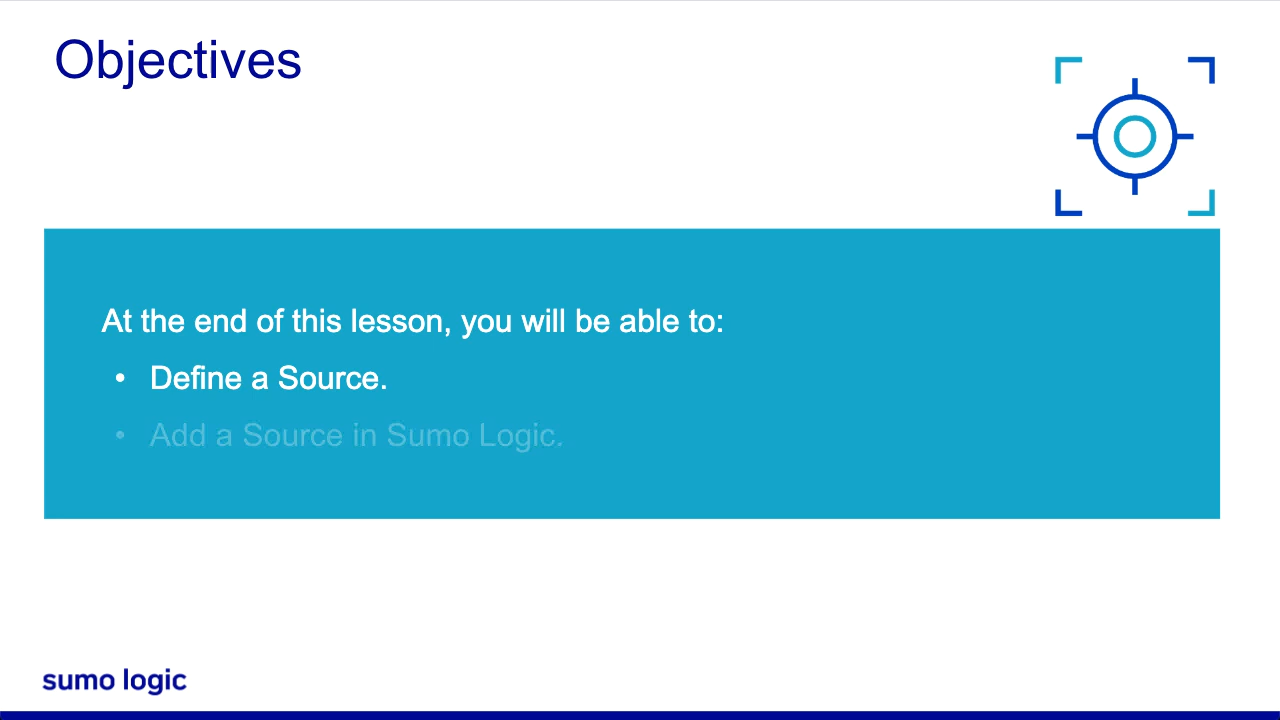 Objectives
At the end of this lesson, you will be able to:
• Define a Source.
• Add a Source in Sumo Logic.
sumo logic